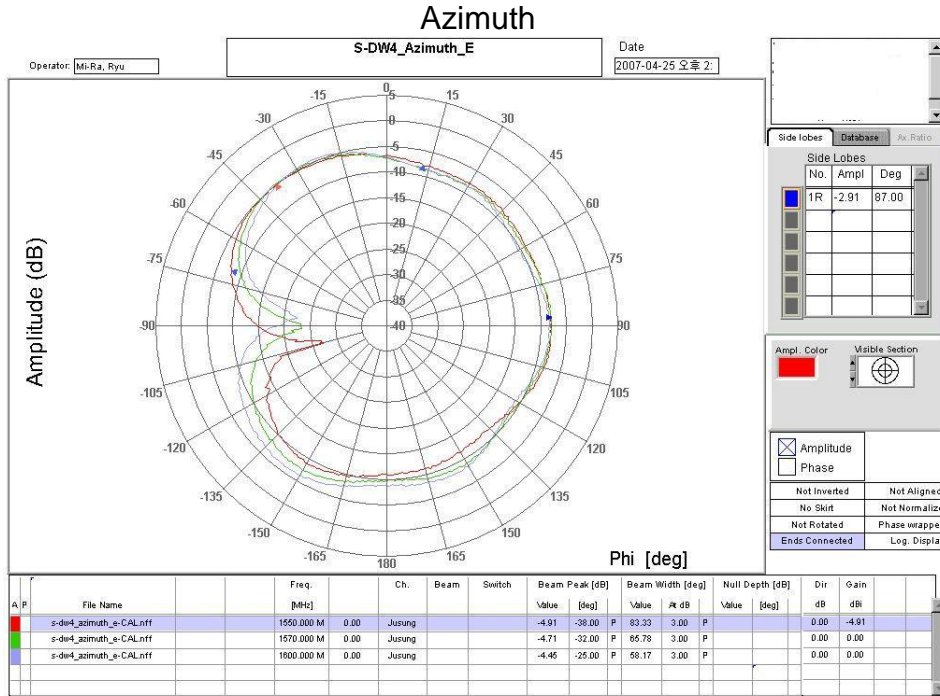 Azimuth
S-DW4_Azimuth_E
Operator: Mi-Ra, Ryu
Date
2007-04-25 오후 2:
Side lobes Database Av.Ratio
Side Lobes
No. Ampl Deg
1R -2.91 87.00
Ampl. Color Visible Section
Amplitude
Phase
Not Inverted Not Aligned
No Skirt Not Normalize
Not Rotated Phase wrappe
Ends Connected Log. Displa
Amplitude (dB)
Phi [deg]
0
15
30
45
60
75
90
105
120
135
150
165
180
-165
-150
-135
-120
-105
-90
-75
-60
-45
-30
-15
5
0
-5
-10
-15
-20
-25
-30
-35
-40
Freq. Ch. Beam Switch Beam Peak [dB] Beam Width [deg] Null Depth [dB] Dir Gain
A P File Name [MHz] Value [deg] Value At dB Value [deg] dB dBi
s-dw4_azimuth_e-CAL.nff 1550.000 M 0.00 Jusung -4.91 -38.00 P 83.33 3.00 P 0.00 -4.91
s-dw4_azimuth_e-CAL.nff 1570.000 M 0.00 Jusung -4.71 -32.00 P 65.78 3.00 P 0.00 0.00
s-dw4_azimuth_e-CAL.nff 1600.000 M 0.00 Jusung -4.45 -25.00 P 58.17 3.00 P 0.00 0.00